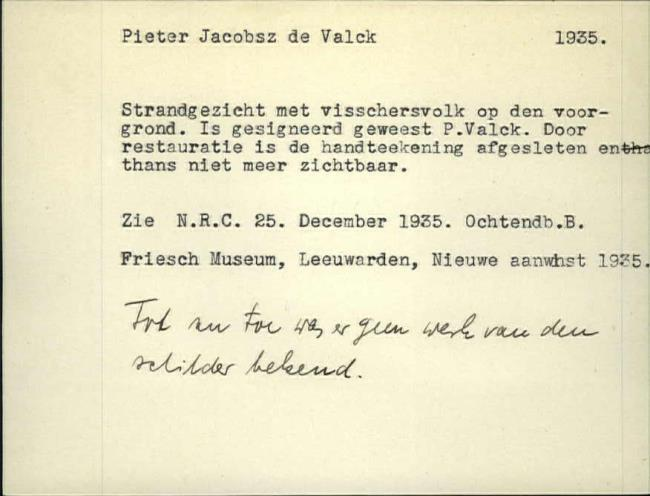 Pieter Jacobsz de Valck 1935.
Strandgezicht met visschersvolk op den voor-
grond. Is gesigneerd geweest P.Valck. Door
restauratie is de handteekening afgesleten entha
thans niet meer zichtbaar.
Zie N.R.C. 25. December 1935. Ochtendb.B.
Friesch Museum, Leeuwarden, Nieuwe aanwhst 1935.
Tot nu toe was er geen werk van den
schilder bekend.